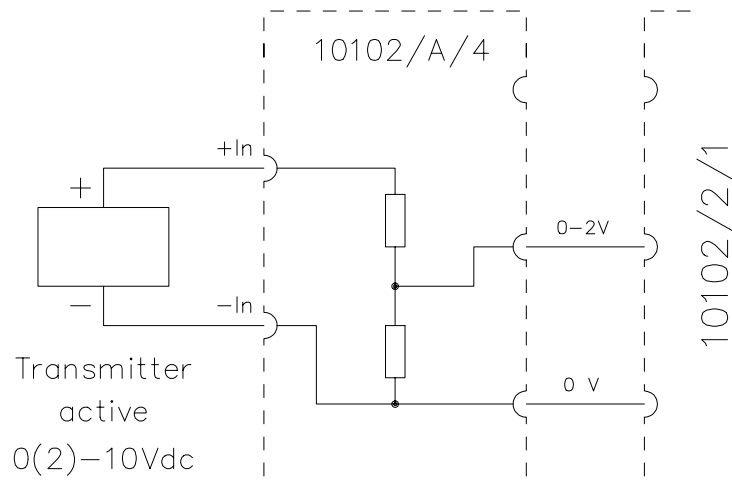 10102/A/4
+In
+
0-2V
10102/2/1
-
-In
Transmitter
active
0(2)-10Vdc
0 V